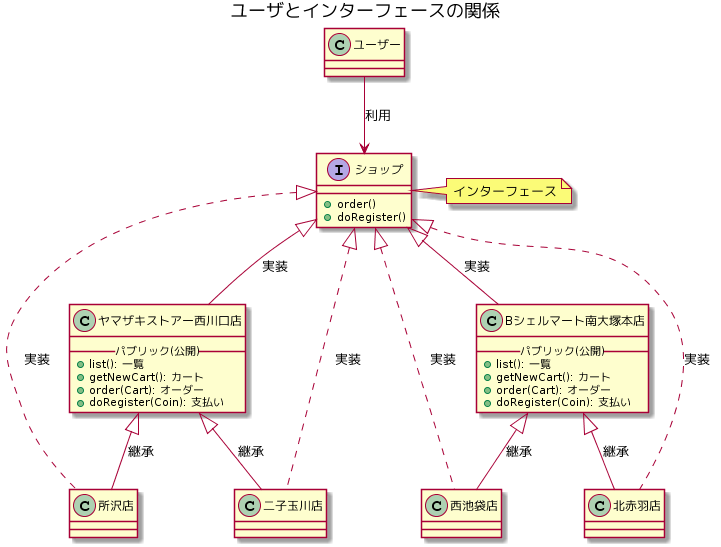 ユーザとインターフェースの関係
C ユーザー
利用
I ショップ
order()
doRegister()
インターフェース
実装
実装
C ヤマザキストアー西川口店
パブリック(公開)
list(): 一覧
getNewCart(): カート
order(Cart): オーダー
doRegister(Coin): 支払い
C Bシェルマート南大塚本店
パブリック(公開)
list(): 一覧
getNewCart(): カート
order(Cart): オーダー
doRegister(Coin): 支払い
実装
実装
実装
実装
継承
継承
継承
継承
C 所沢店
C 二子玉川店
C 西池袋店
C 北赤羽店